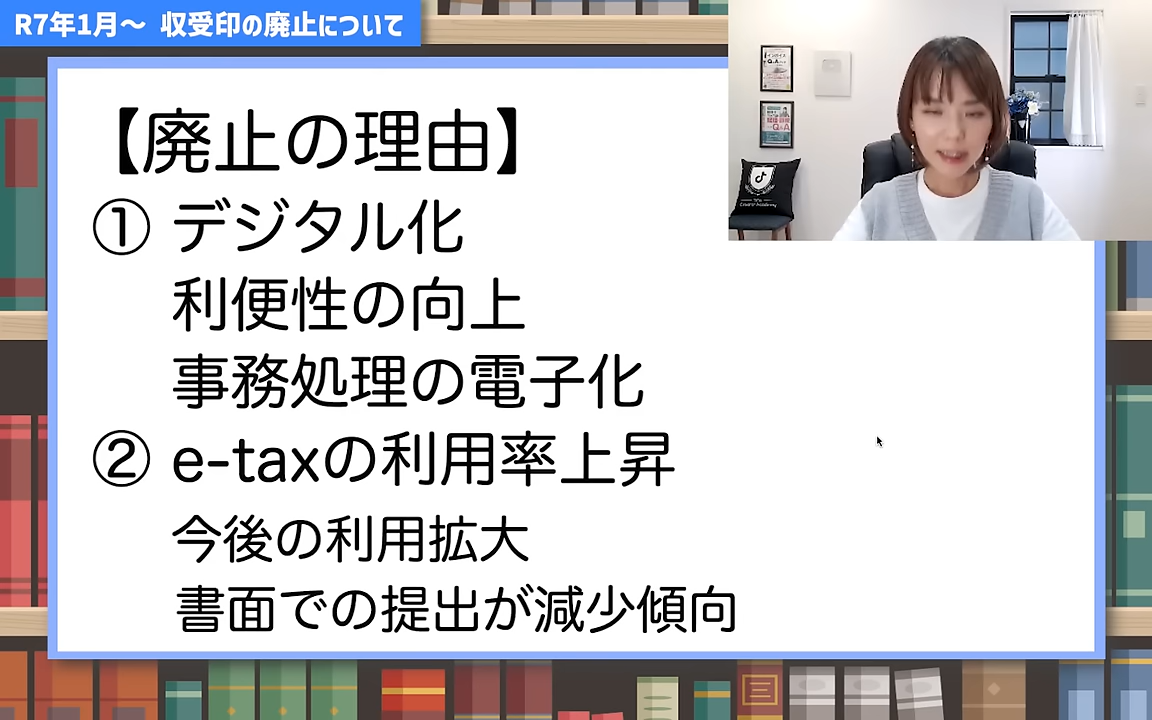 R7年1月～ 収受印の廃止について
【廃止の理由】
① デジタル化
利便性の向上
事務処理の電子化
② e-taxの利用率上昇
今後の利用拡大
書面での提出が減少傾向
Q&A
Q&A